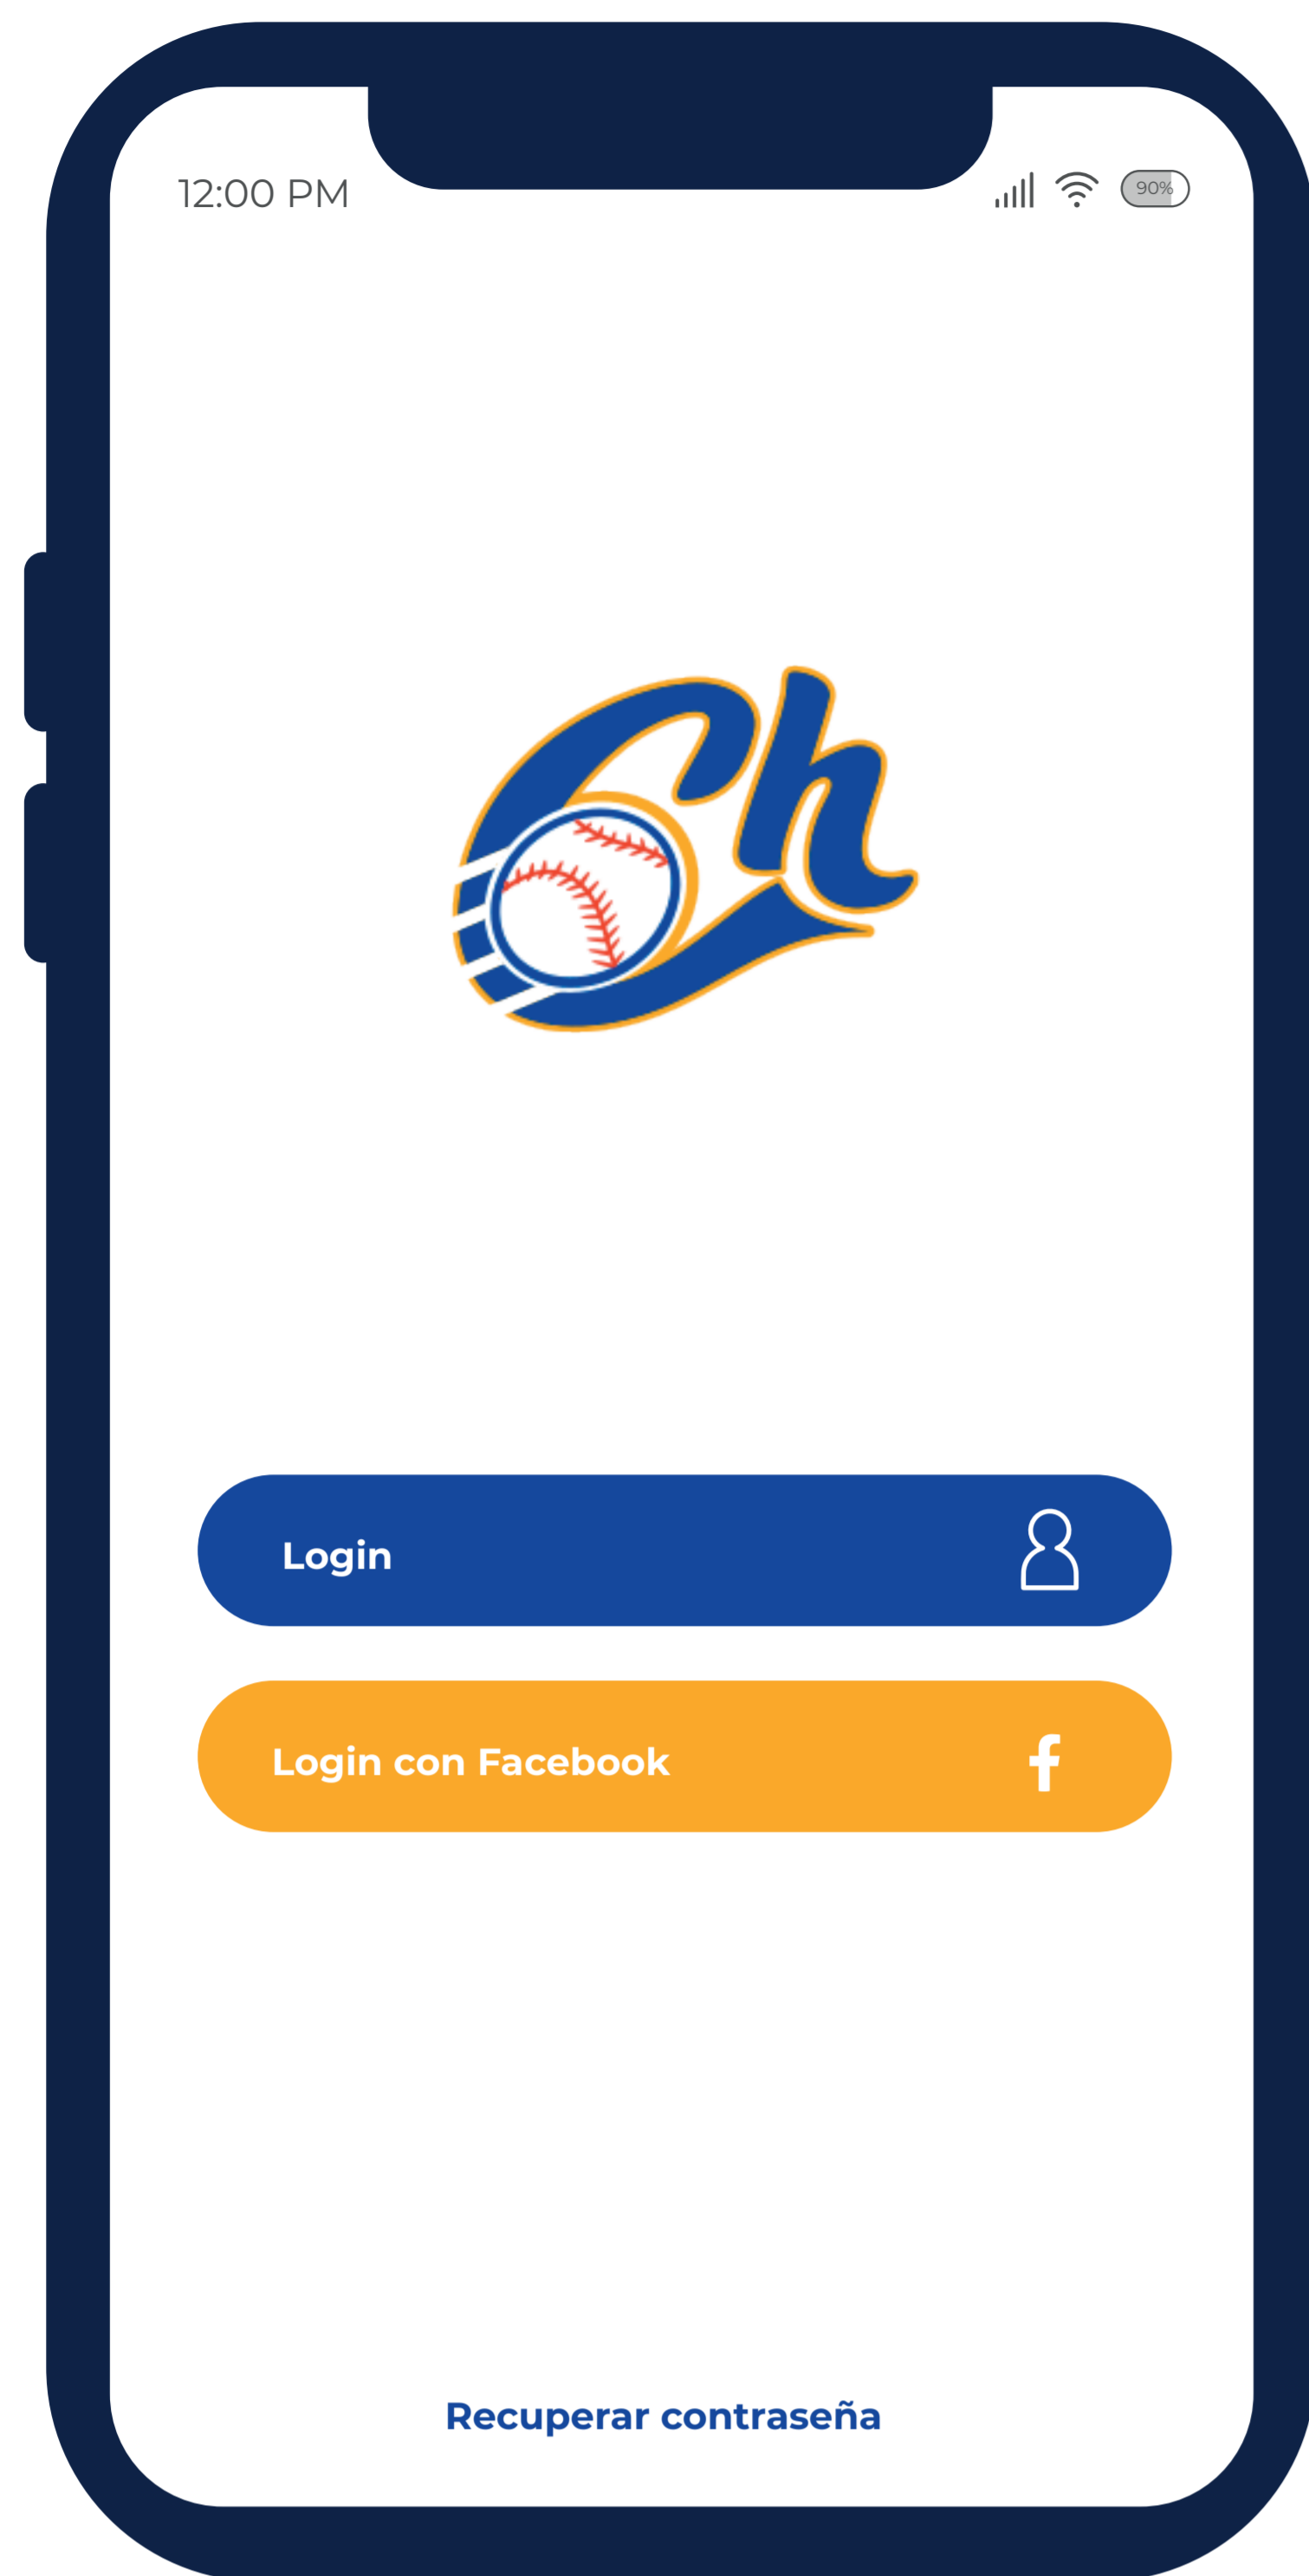 12:00 PM
90%
Ch
Login
Login con Facebook
Recuperar contraseña